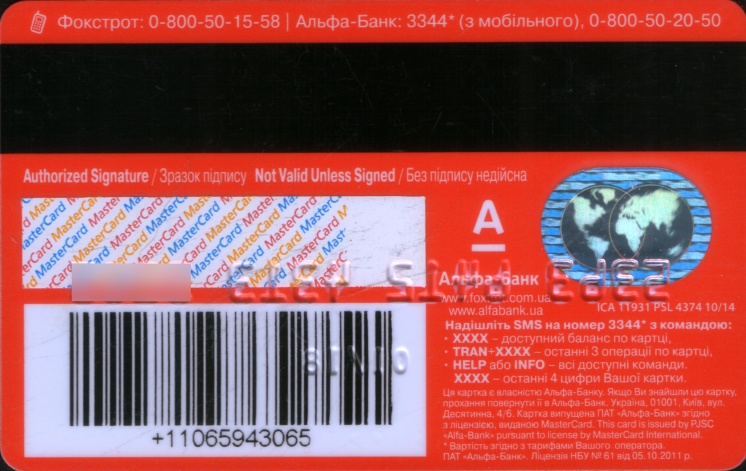 Фокстрот: 0-800-50-15-58 | Альфа-Банк: 3344* (з мобільного), 0-800-50-20-50
Authorized Signature / Зразок підпису Not Valid Unless Signed / Без підпису недійсна
MasterCard MasterCard MasterCard MasterCard
А
Альфа·Банк
www.alfabank.ua
ICA 11931 PSL 4374 10/14
Надішліть SMS на номер 3344* з командою:
· XXXX – доступний баланс по картці,
· TRAN+XXXX – останні 3 операції по картці,
· HELP або INFO – всі доступні команди.
XXXX – останні 4 цифри Вашої картки.
Ця картка є власністю Альфа-Банку. Якщо Ви знайшли цю картку,
прохання повернути її в Альфа-Банк. Україна, 01001, Київ, вул.
Десятинна, 4/6. Картка випущена ПАТ «Альфа-Банк» згідно
з ліцензією, виданою MasterCard. This card is issued by PJSC
«Alfa-Bank» pursuant to license by MasterCard International.
* Вартість згідно з тарифами Вашого оператора.
ПАТ «Альфа-Банк». Ліцензія НБУ № 61 від 05.10.2011 р.
+11065943065